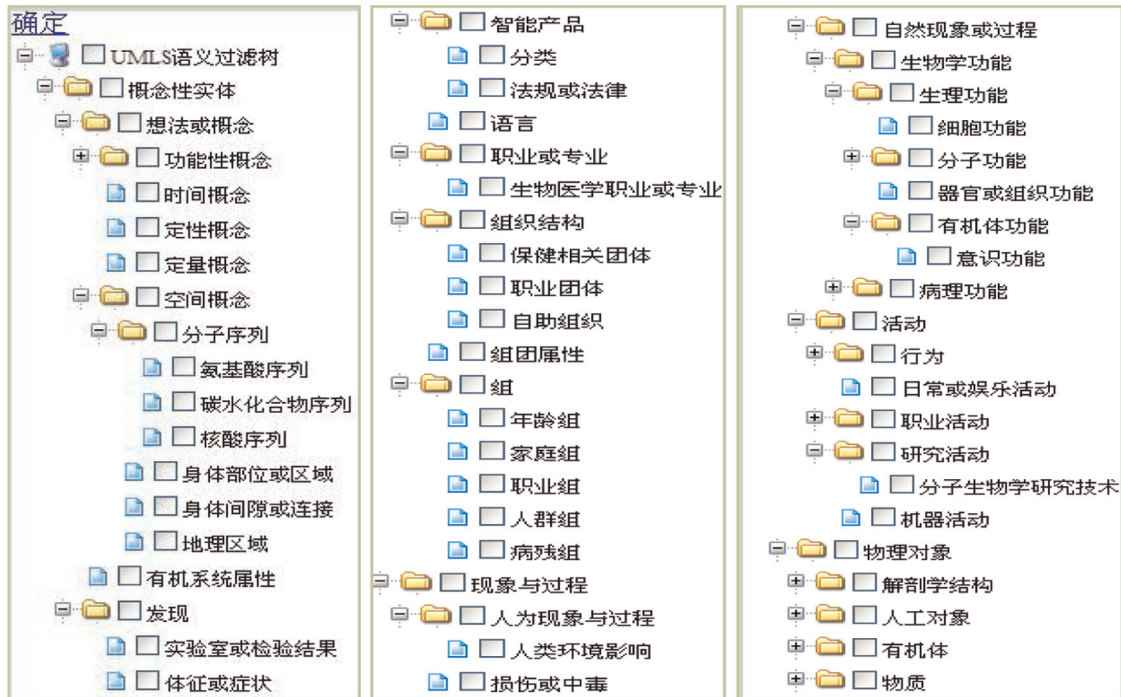 确定
UMLS语义过滤树
概念性实体
想法或概念
功能性概念
时间概念
定性概念
定量概念
空间概念
分子序列
氨基酸序列
碳水化合物序列
核酸序列
身体部位或区域
身体间隙或连接
地理区域
有机系统属性
发现
实验室或检验结果
体征或症状
智能产品
分类
法规或法律
语言
职业或专业
生物医学职业或专业
组织结构
保健相关团体
职业团体
自助组织
组团属性
组
年龄组
家庭组
职业组
人群组
病残组
现象与过程
人为现象与过程
人类环境影响
损伤或中毒
自然现象或过程
生物学功能
生理功能
细胞功能
分子功能
器官或组织功能
有机体功能
意识功能
病理功能
活动
行为
日常或娱乐活动
职业活动
研究活动
分子生物学研究技术
机器活动
物理对象
解剖学结构
人工对象
有机体
物质